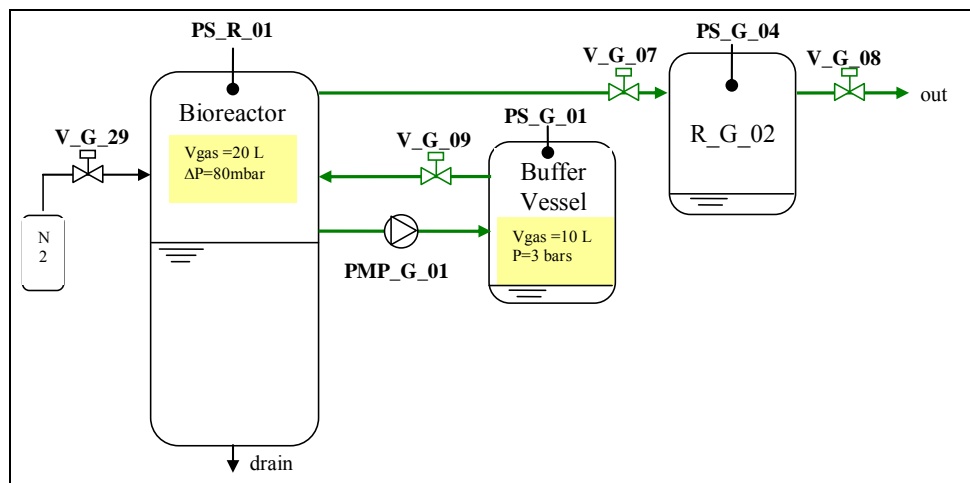 PS_R_01
PS_G_04
V_G_07
V_G_08
Bioreactor
PS_G_01
out
V_G_29
V_G_09
R_G_02
Vgas =20 L
ΔP=80mbar
Buffer
Vessel
N
2
Vgas =10 L
P=3 bars
PMP_G_01
drain